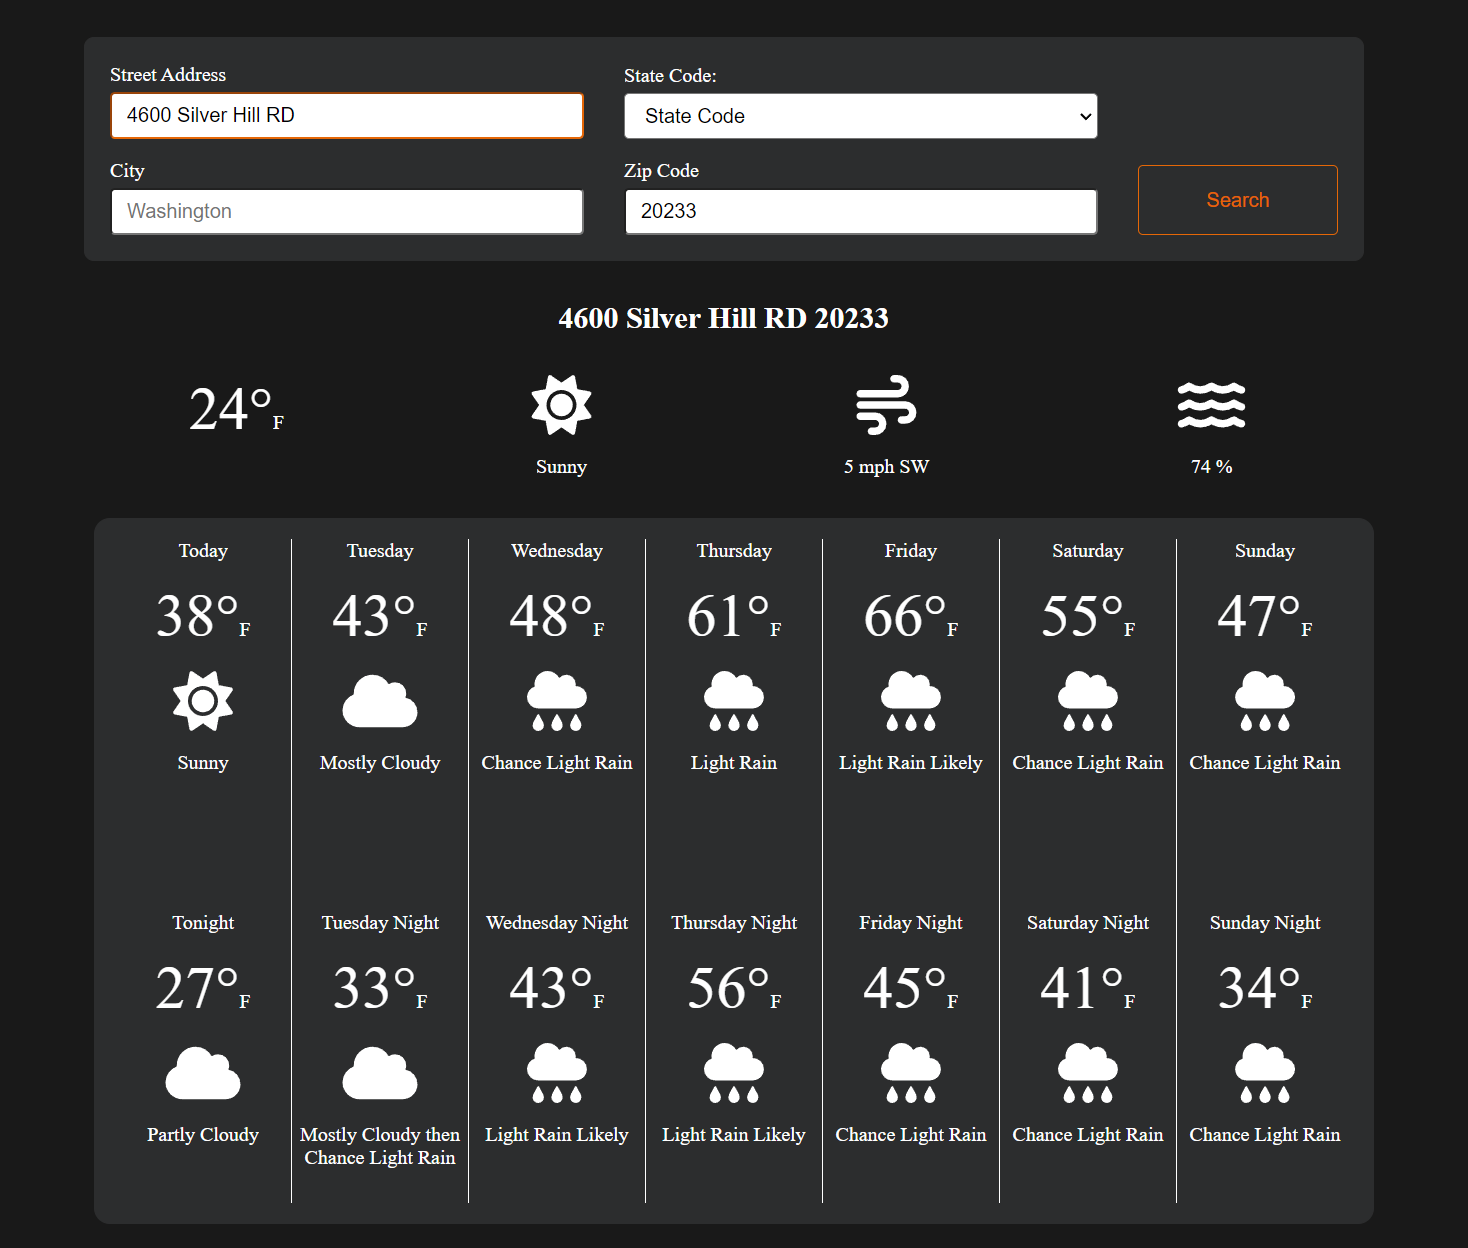 Street Address
State Code:
4600 Silver Hill RD
State Code
City
Zip Code
Washington
20233
Search
4600 Silver Hill RD 20233
24°F
Sunny
5 mph SW
74 %
Today
38°F
Sunny
Tuesday
43°F
Mostly Cloudy
Wednesday
48°F
Chance Light Rain
Thursday
61°F
Light Rain
Friday
66°F
Light Rain Likely
Saturday
55°F
Chance Light Rain
Sunday
47°F
Chance Light Rain
Tonight
27°F
Partly Cloudy
Tuesday Night
33°F
Mostly Cloudy then
Chance Light Rain
Wednesday Night
43°F
Light Rain Likely
Thursday Night
56°F
Light Rain Likely
Friday Night
45°F
Chance Light Rain
Saturday Night
41°F
Chance Light Rain
Sunday Night
34°F
Chance Light Rain